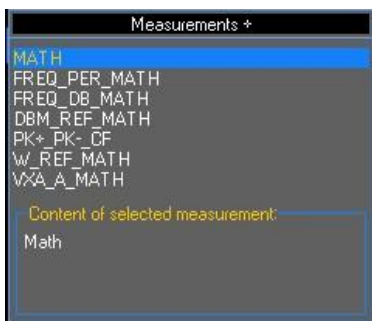 Measurements +
MATH
FREQ_PER_MATH
FREQ_DB_MATH
DBM_REF_MATH
PK+_PK-_CF
W_REF_MATH
VXA_A_MATH
Content of selected measurement:
Math